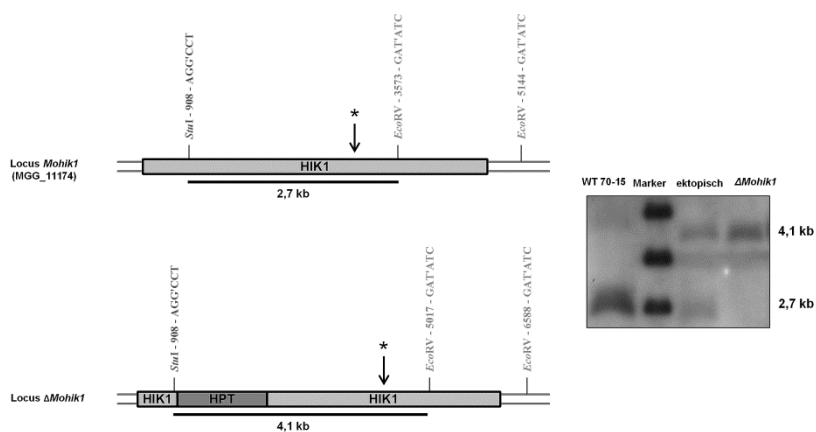 StuI - 908 - AGG'CCT
EcoRV - 3573 - GAT'ATC
EcoRV - 5144 - GAT'ATC
*
Locus Mohik1
(MGG_11174)
HIK1
2,7 kb
WT 70-15 Marker ektopisch ΔMohik1
4,1 kb
2,7 kb
StuI - 908 - AGG'CCT
EcoRV - 5017 - GAT'ATC
EcoRV - 6588 - GAT'ATC
*
Locus ΔMohik1
HIK1 HPT HIK1
4,1 kb